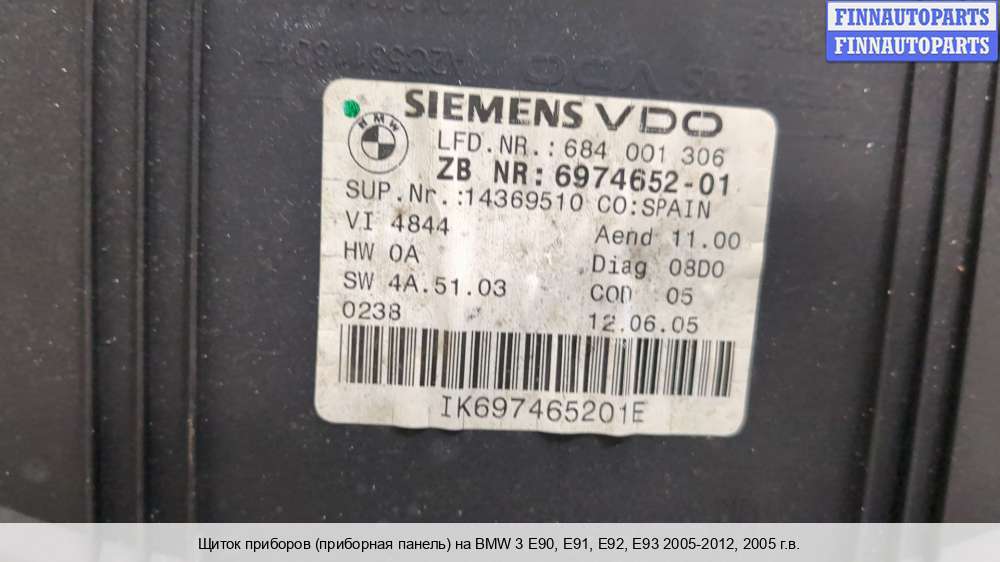 FINNAUTOPARTS
FINNAUTOPARTS
SIEMENS VDO
BMW
LFD.NR.:684 001 306
ZB NR:6974652-01
SUP.Nr.:14369510 CO:SPAIN
VI 4844
Aend 11.00
HW 0A
Diag 08D0
SW 4A.51.03
COD 05
0238
12.06.05
IK697465201E
Щиток приборов (приборная панель) на BMW 3 E90, E91, E92, E93 2005-2012, 2005 г.в.